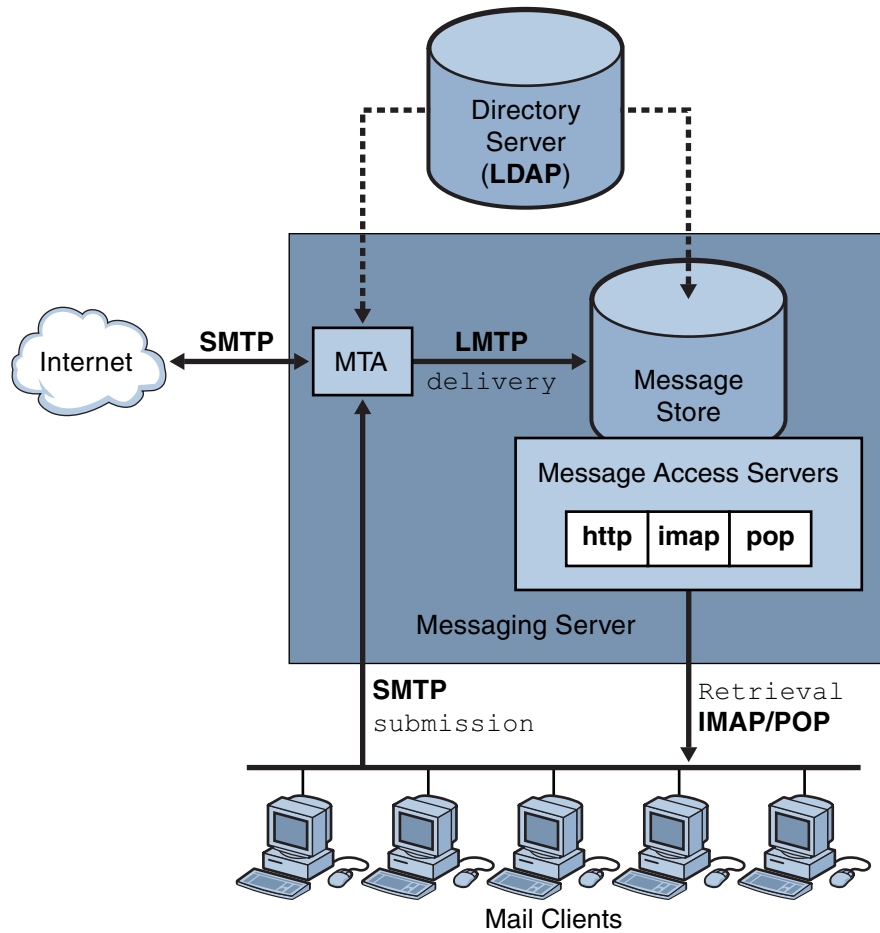 Directory
Server
(LDAP)
Internet
SMTP
MTA
LMTP
delivery
Message
Store
Message Access Servers
http imap pop
Messaging Server
SMTP
submission
Retrieval
IMAP/POP
Mail Clients